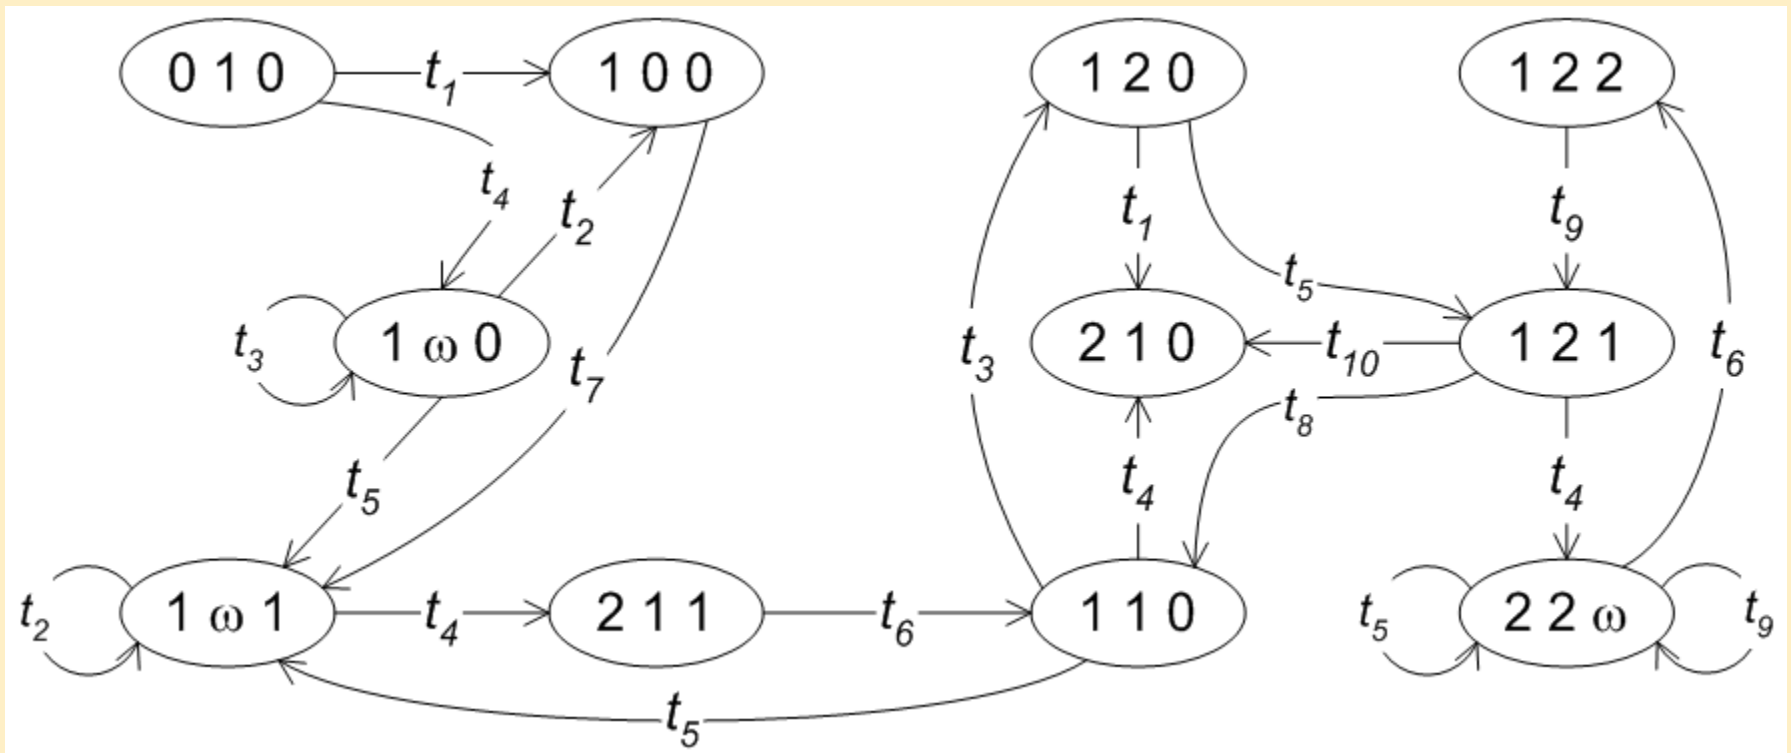 0 1 0 t1 1 0 0 1 2 0 1 2 2
t4 t2 t1 t9
t5
t3 1 ω 0 t7 t3 2 1 0 t10 1 2 1 t6
t8
t5 t4 t4
t2 1 ω 1 t4 2 1 1 t6 1 1 0 t5 2 2 ω t9
t5